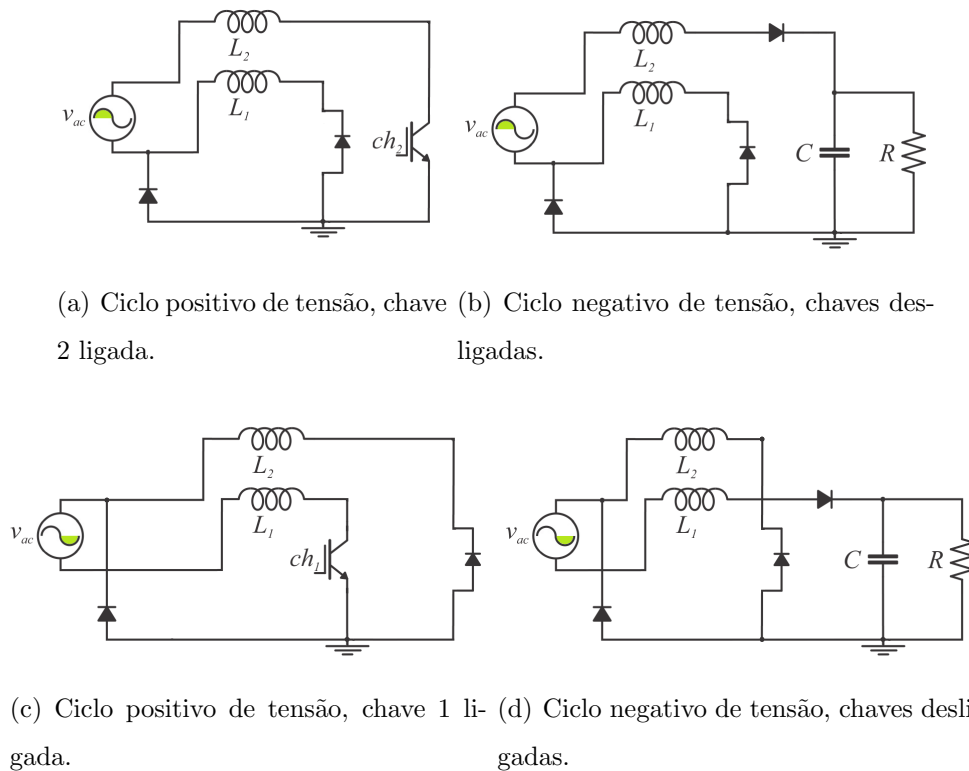 L2
L1
vac
ch2
L2
L1
vac
C
R
(a) Ciclo positivo de tensão, chave
2 ligada.
(b) Ciclo negativo de tensão, chaves des-
ligadas.
L2
L1
vac
ch1
L2
L1
vac
C
R
(c) Ciclo positivo de tensão, chave 1 li-
gada.
(d) Ciclo negativo de tensão, chaves desli
gadas.